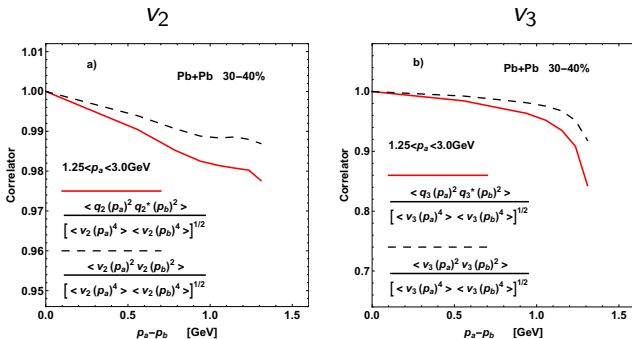 v2
v3
a)
Pb+Pb 30−40%
1.25<pa<3.0GeV
< q2(pa)^2 q2*(pb)^2 >
[< v2(pa)^4 > < v2(pb)^4 >]^1/2
< v2(pa)^2 v2(pb)^2 >
[< v2(pa)^4 > < v2(pb)^4 >]^1/2
Correlator
1.01
1.00
0.99
0.98
0.97
0.96
0.95
0.0 0.5 1.0 1.5
pa−pb [GeV]
b)
Pb+Pb 30−40%
1.25<pa<3.0GeV
< q3(pa)^2 q3*(pb)^2 >
[< v3(pa)^4 > < v3(pb)^4 >]^1/2
< v3(pa)^2 v3(pb)^2 >
[< v3(pa)^4 > < v3(pb)^4 >]^1/2
Correlator
1.1
1.0
0.9
0.8
0.7
0.0 0.5 1.0 1.5
pa−pb [GeV]